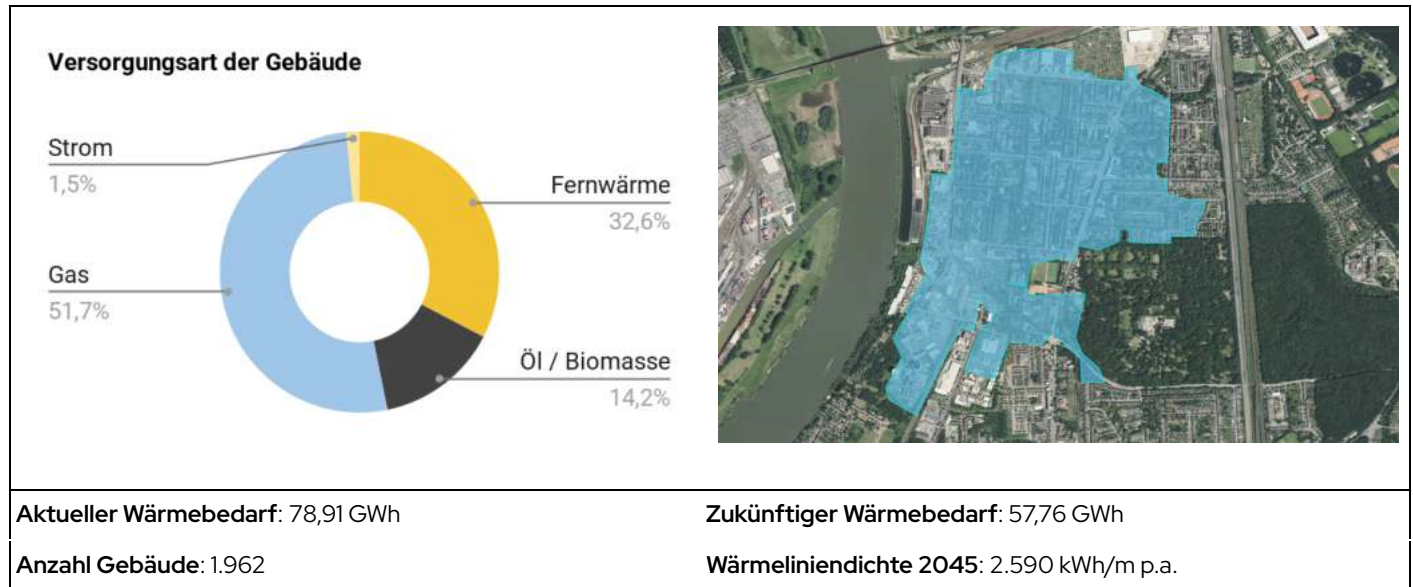 Versorgungsart der Gebäude
Strom
1,5%
Fernwärme
32,6%
Gas
51,7%
Öl / Biomasse
14,2%
Aktueller Wärmebedarf: 78,91 GWh
Zukünftiger Wärmebedarf: 57,76 GWh
Anzahl Gebäude: 1.962
Wärmeliniendichte 2045: 2.590 kWh/m p.a.